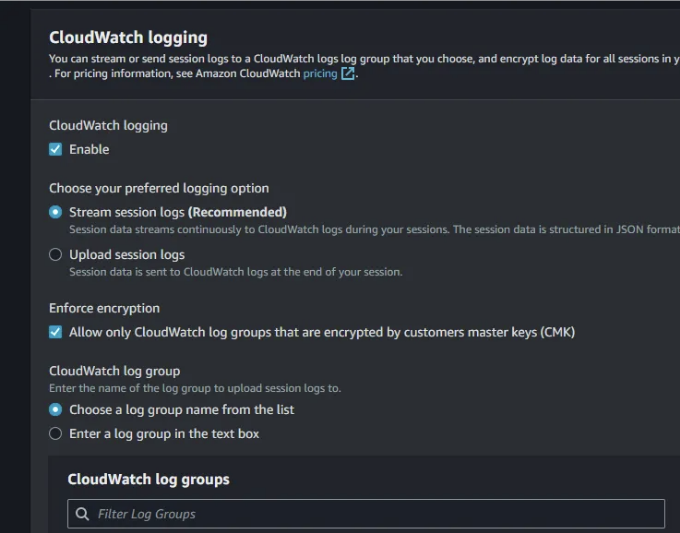 CloudWatch logging
You can stream or send session logs to a CloudWatch logs log group that you choose, and encrypt log data for all sessions in
. For pricing information, see Amazon CloudWatch pricing.
CloudWatch logging
Enable
Choose your preferred logging option
Stream session logs (Recommended)
Session data streams continuously to CloudWatch logs during your sessions. The session data is structured in JSON format
Upload session logs
Session data is sent to CloudWatch logs at the end of your session.
Enforce encryption
Allow only CloudWatch log groups that are encrypted by customers master keys (CMK)
CloudWatch log group
Enter the name of the log group to upload session logs to.
Choose a log group name from the list
Enter a log group in the text box
CloudWatch log groups
Filter Log Groups